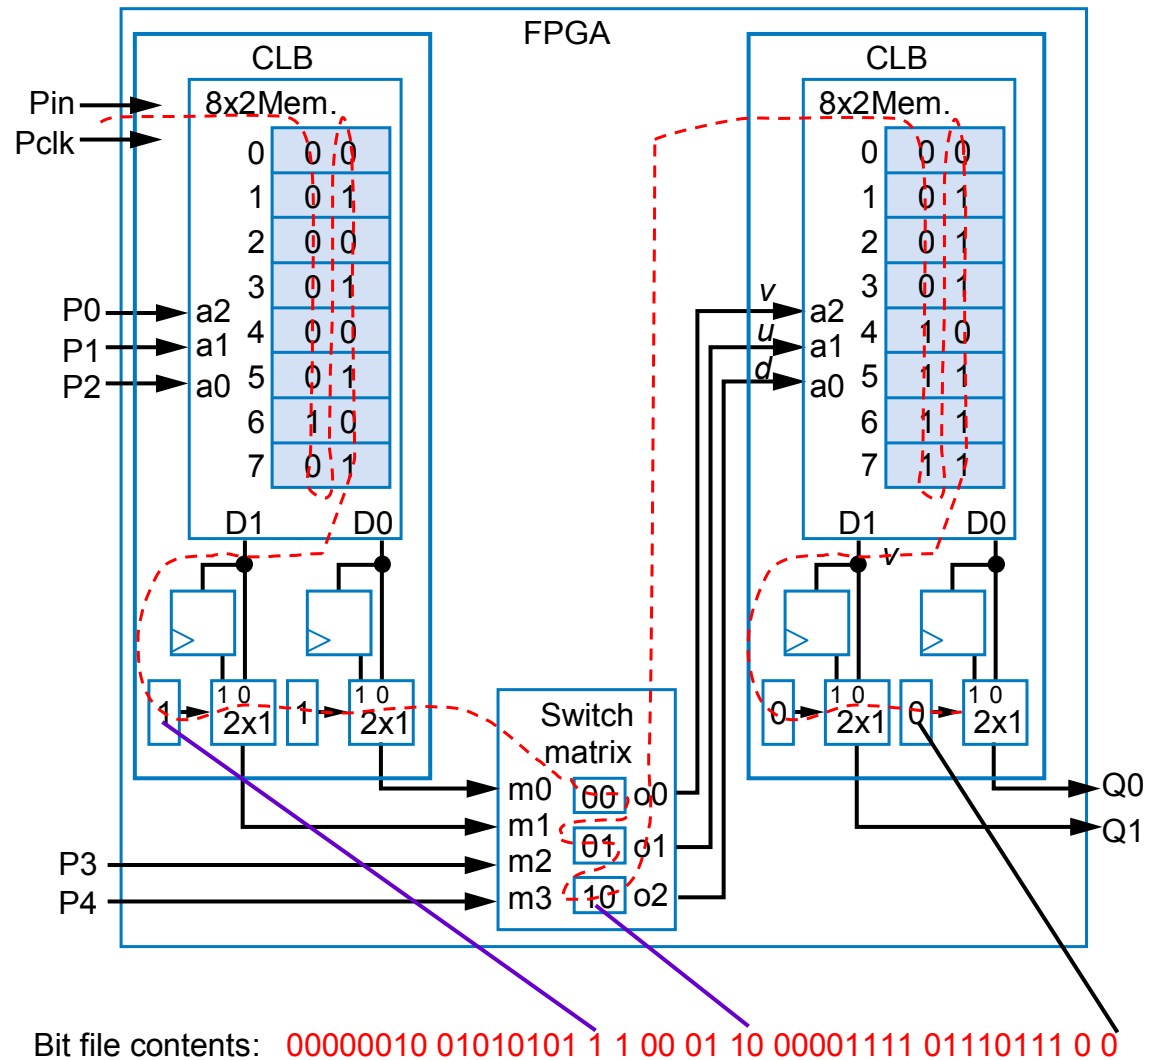 FPGA
CLB CLB
Pin 8x2Mem. 8x2Mem.
Pclk
0 0 0 0 0 0
1 0 1 1 0 1
2 0 0 2 0 1
3 0 1 3 0 1
P0 a2 4 0 0 v a2 4 1 0
P1 a1 5 0 1 u a1 5 1 1
P2 a0 6 1 0 d a0 6 1 1
7 0 1 7 1 1
D1 D0 D1 D0
v
1 0 1 0 1 0 1 0
1 2x1 1 2x1 0 2x1 0 2x1
Switch
matrix
m0 00 o0 Q0
m1 01 o1 Q1
P3 m2
P4 m3 10 o2
Bit file contents: 00000010 01010101 1 1 00 01 10 00001111 01110111 0 0